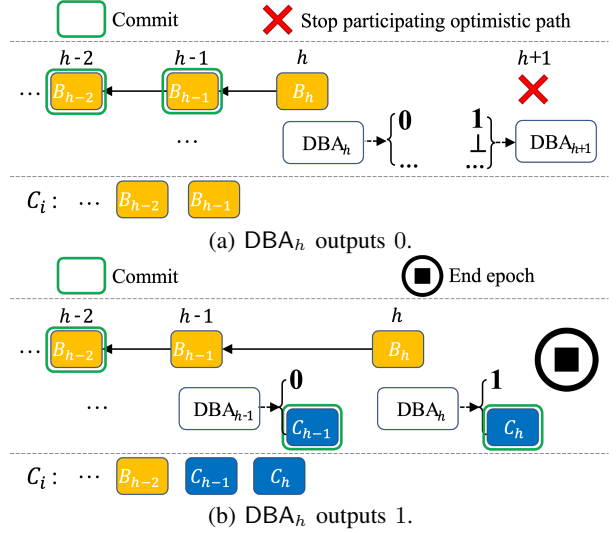 Commit Stop participating optimistic path
h-2 h-1 h h+1
... B_{h-2} B_{h-1} B_h
... DBA_h 0 ... 1 ⊥ ... DBA_{h+1}
C_i: ... B_{h-2} B_{h-1}
(a) DBA_h outputs 0.
Commit End epoch
h-2 h-1 h
... B_{h-2} B_{h-1} B_h
... DBA_{h-1} 0 C_{h-1} DBA_h 1 C_h
C_i: ... B_{h-2} C_{h-1} C_h
(b) DBA_h outputs 1.